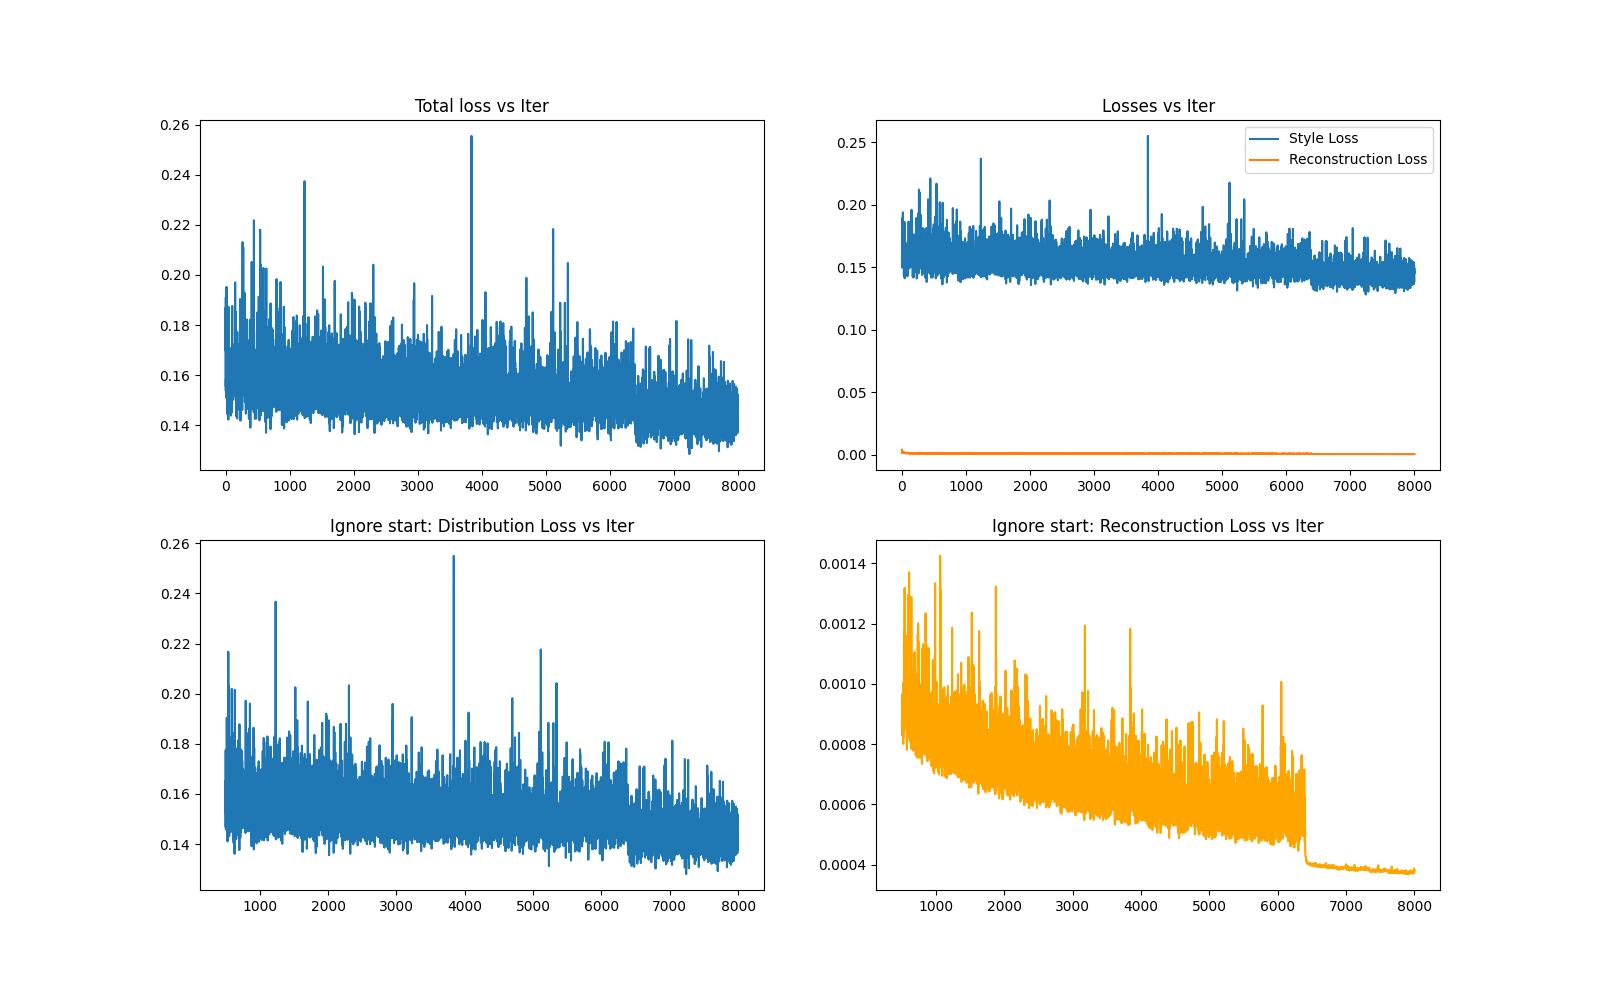 Total loss vs Iter
0.26
0.24
0.22
0.20
0.18
0.16
0.14
0 1000 2000 3000 4000 5000 6000 7000 8000
Losses vs Iter
Style Loss
Reconstruction Loss
0.25
0.20
0.15
0.10
0.05
0.00
0 1000 2000 3000 4000 5000 6000 7000 8000
Ignore start: Distribution Loss vs Iter
0.26
0.24
0.22
0.20
0.18
0.16
0.14
1000 2000 3000 4000 5000 6000 7000 8000
Ignore start: Reconstruction Loss vs Iter
0.0014
0.0012
0.0010
0.0008
0.0006
0.0004
1000 2000 3000 4000 5000 6000 7000 8000